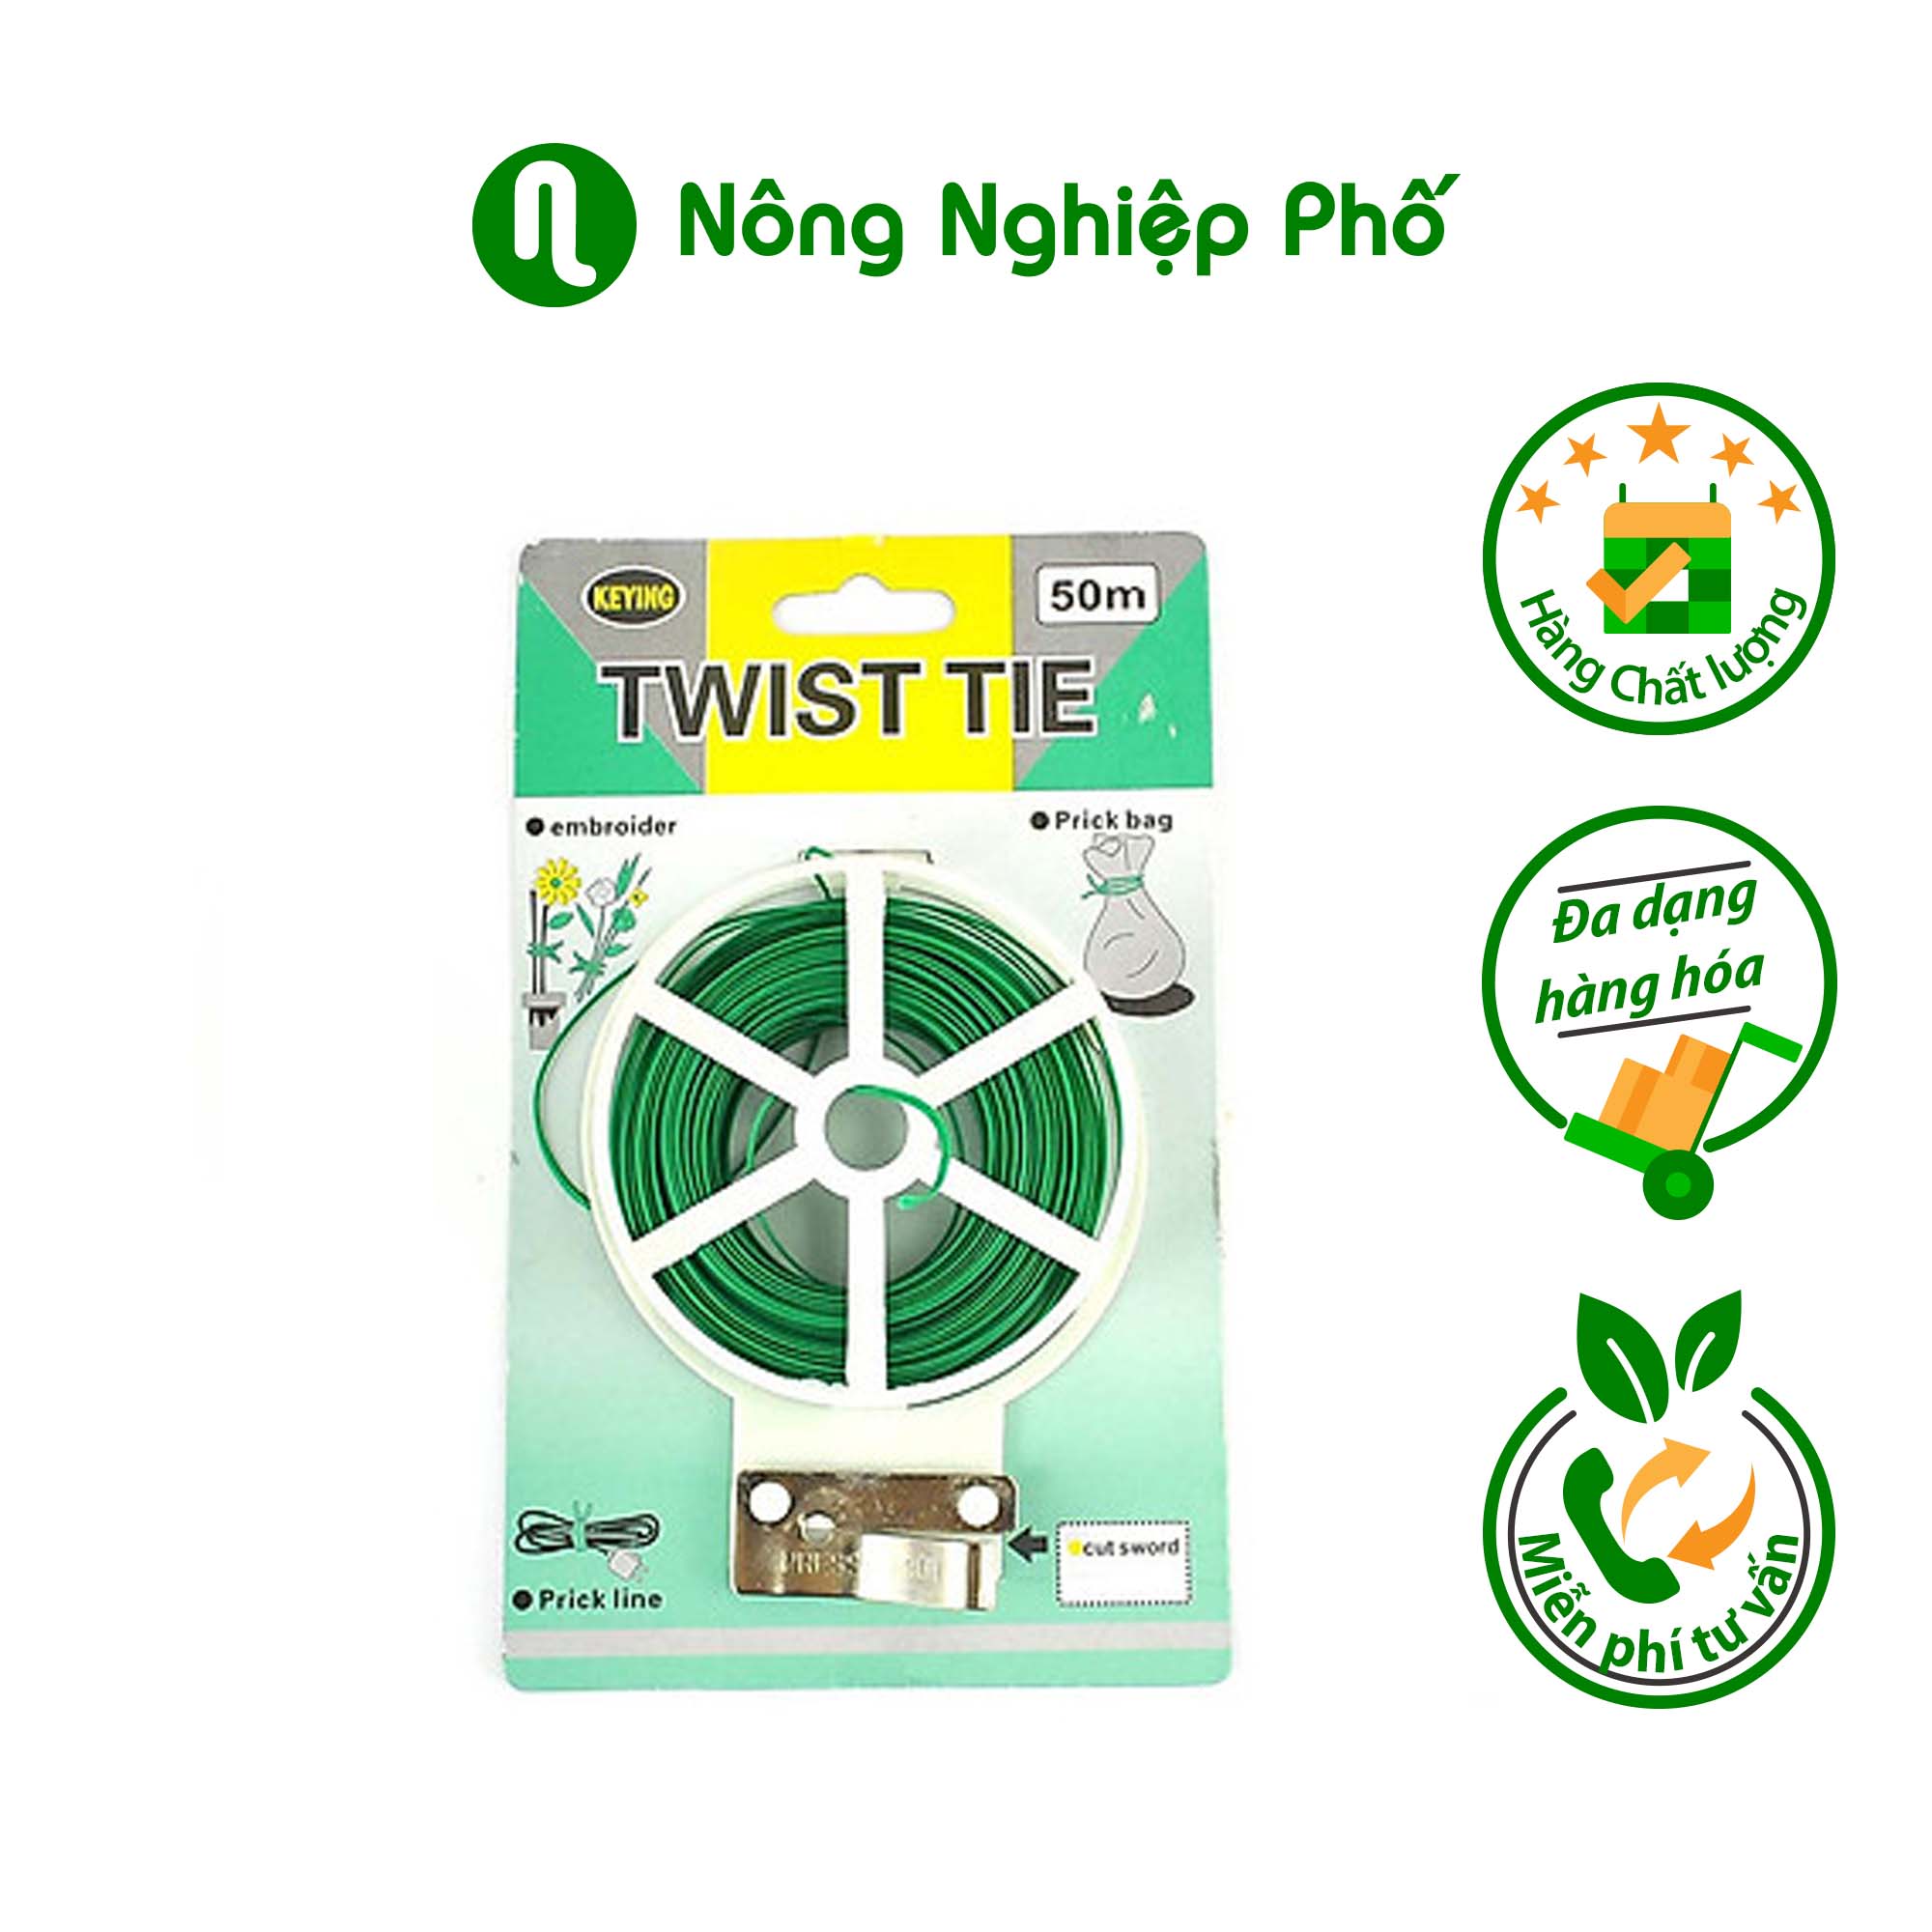 Nông Nghiệp Phố
KEYING
50m
TWIST TIE
embroider
Prick bag
Prick line
cut sword
PRESS
Hàng Chất lượng
Đa dạng
hàng hóa
Miễn phí tư vấn